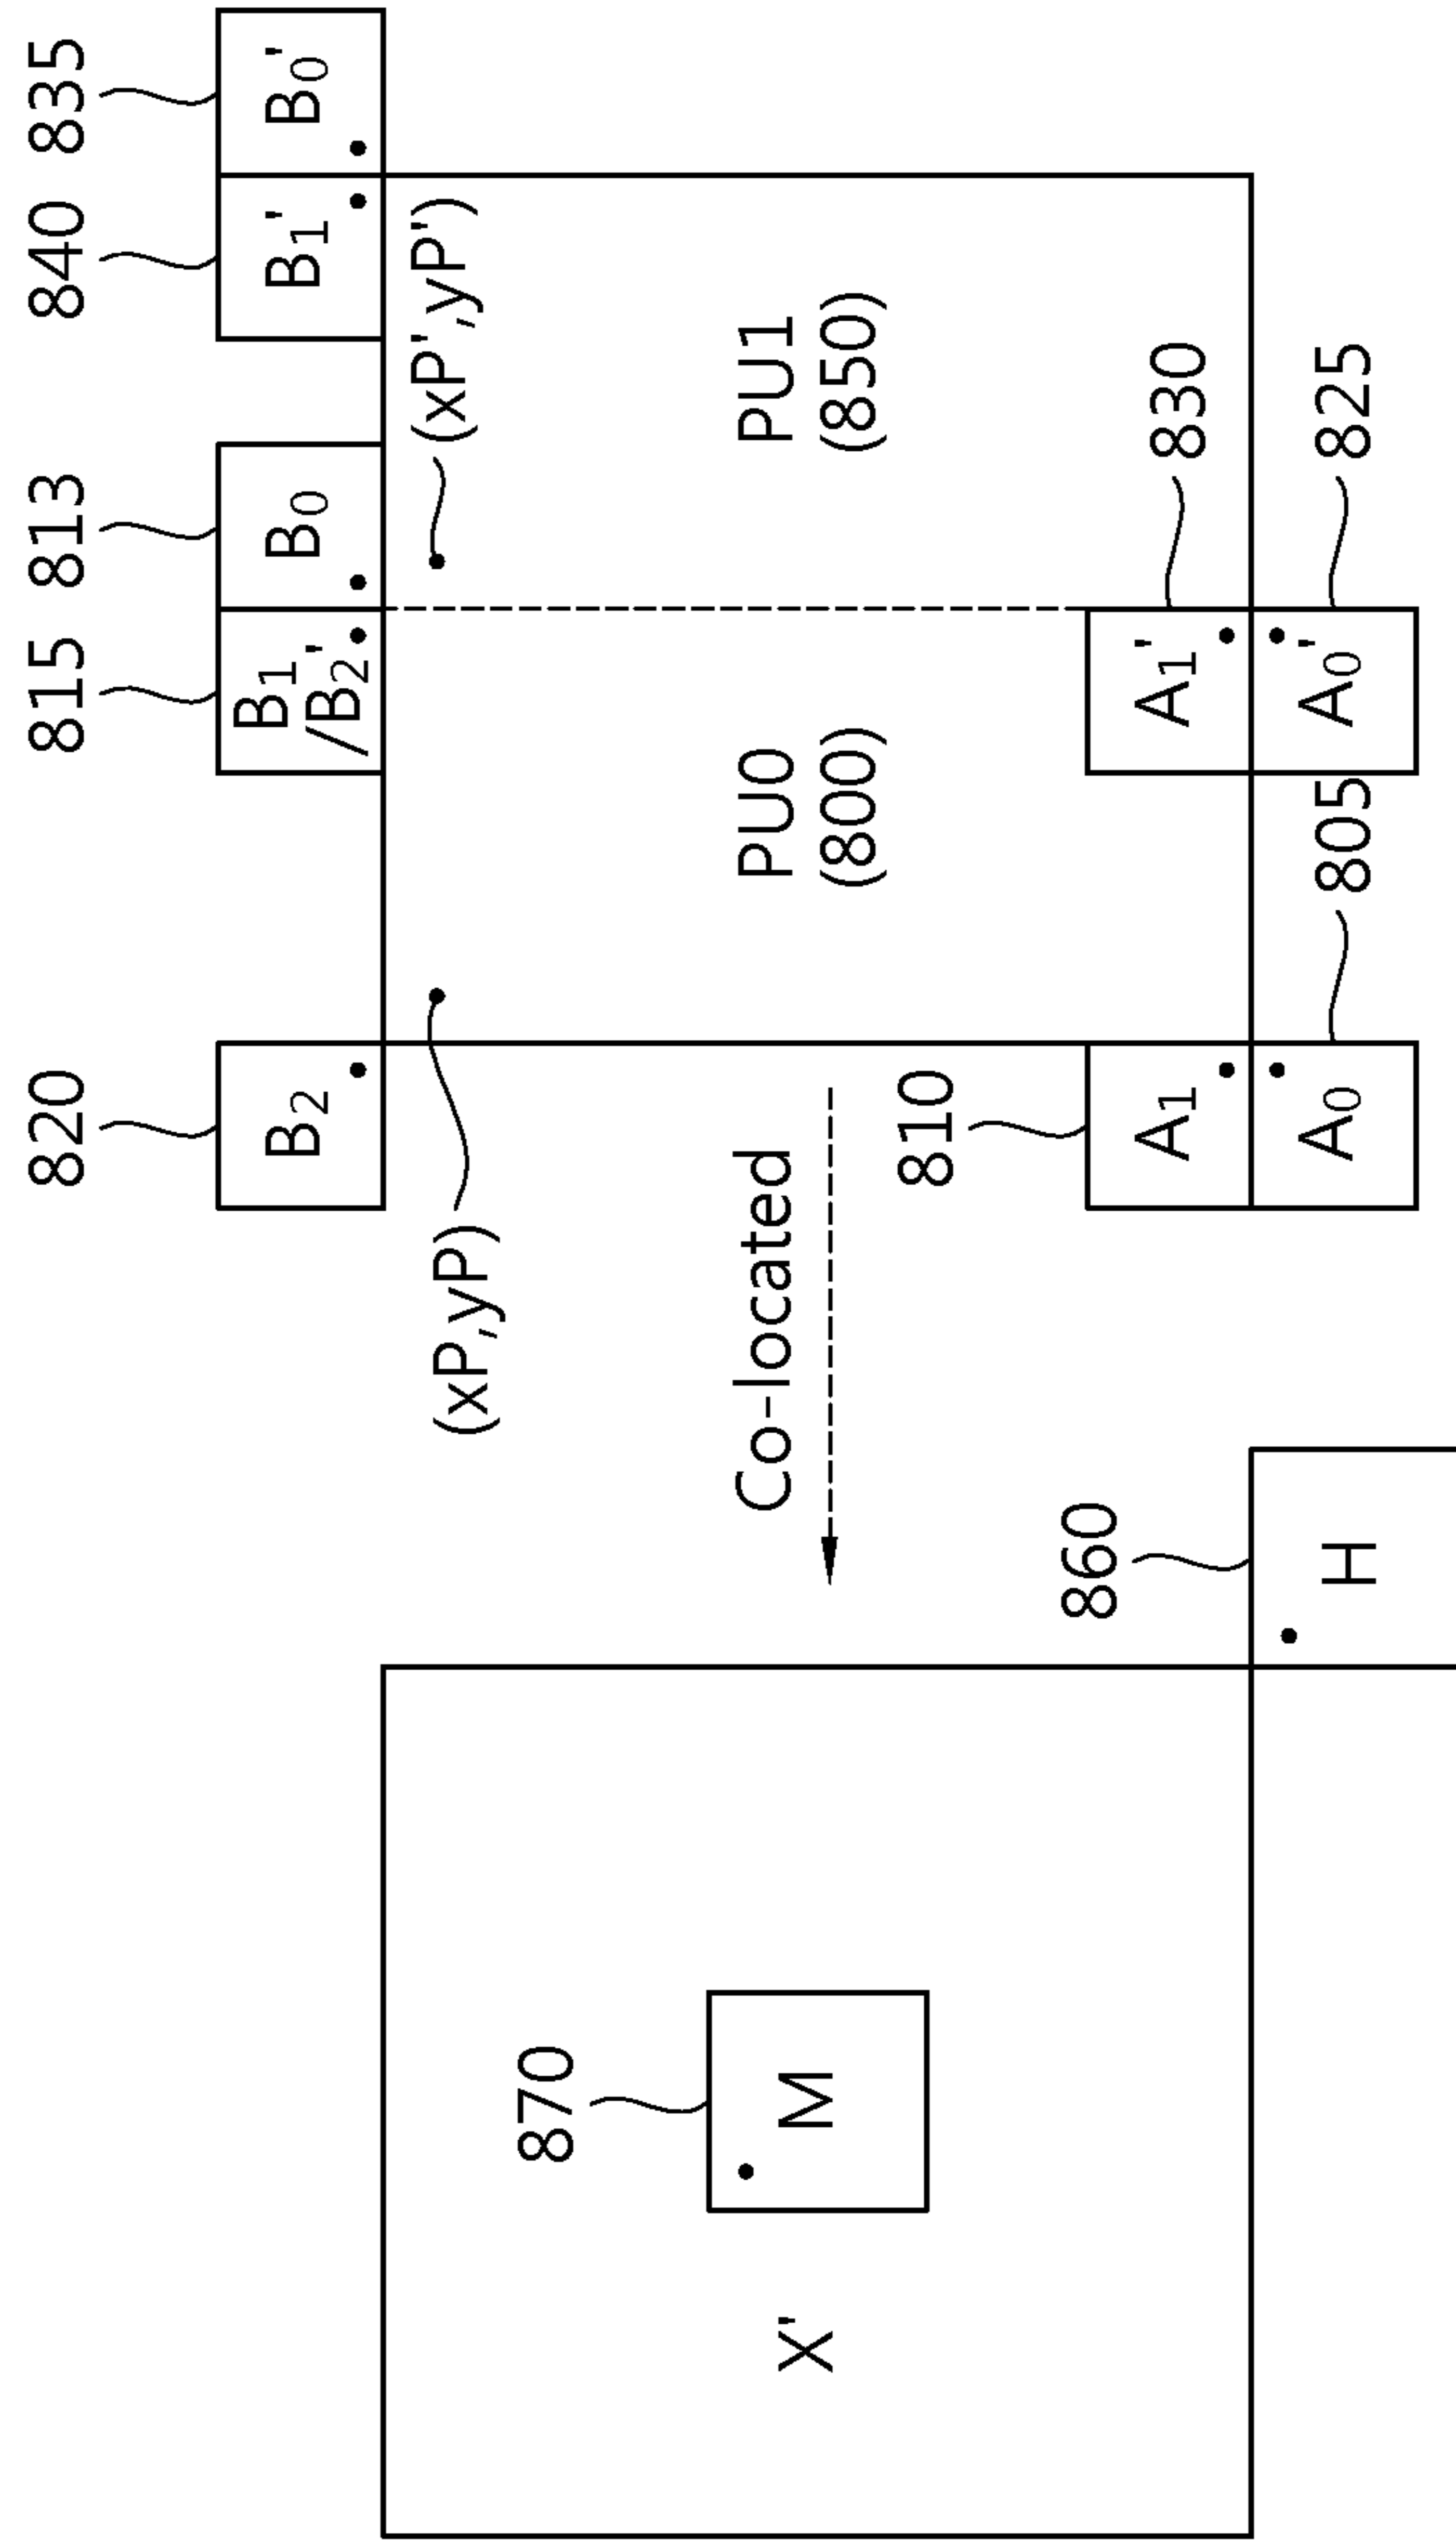 820
815
813
840
835
B2
B1
/B2'
B0
B1'
B0'
(xP,yP)
(xP',yP')
870
M
X'
Co-located
PU0
(800)
PU1
(850)
860
H
810
A1
A0
805
A1'
A0'
830
825